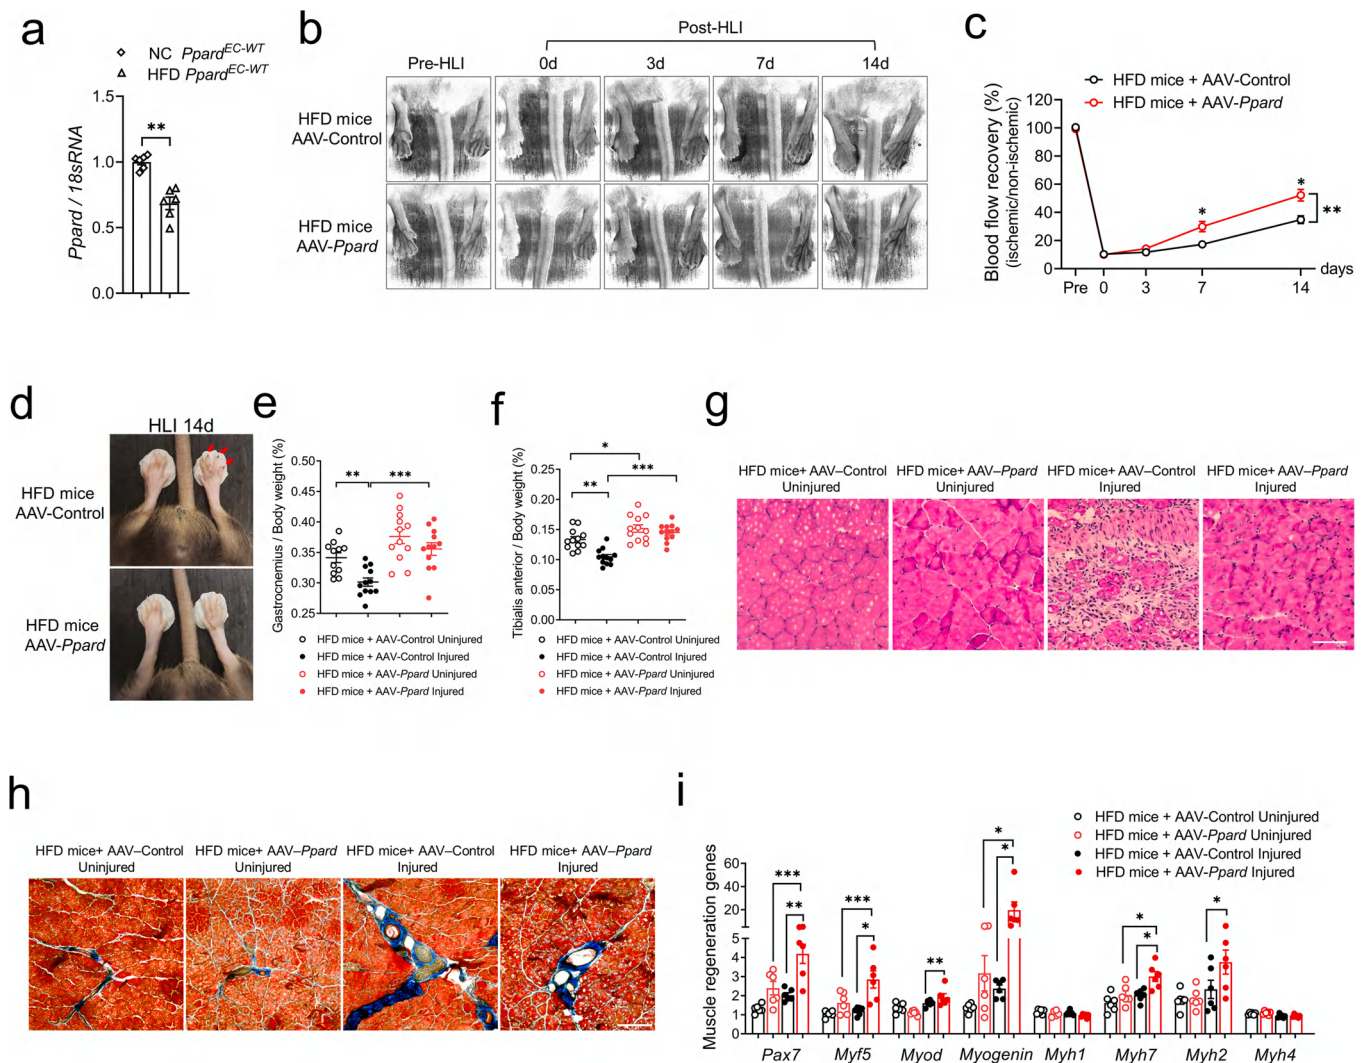 a
NC Ppard^EC-WT
HFD Ppard^EC-WT
Ppard / 18sRNA
1.5
1.0
0.5
0.0
**
b
Post-HLI
Pre-HLI 0d 3d 7d 14d
HFD mice
AAV-Control
HFD mice
AAV-Ppard
c
HFD mice + AAV-Control
HFD mice + AAV-Ppard
Blood flow recovery (%)
(ischemic/non-ischemic)
120
100
80
60
40
20
0
* * **
Pre 0 3 7 14 days
d
HLI 14d
HFD mice
AAV-Control
HFD mice
AAV-Ppard
e
Gastrocnemius / Body weight (%)
0.50
0.45
0.40
0.35
0.30
0.25
** ***
HFD mice + AAV-Control Uninjured
HFD mice + AAV-Control Injured
HFD mice + AAV-Ppard Uninjured
HFD mice + AAV-Ppard Injured
f
Tibialis anterior / Body weight (%)
0.25
0.20
0.15
0.10
0.05
0.00
*
** ***
HFD mice + AAV-Control Uninjured
HFD mice + AAV-Control Injured
HFD mice + AAV-Ppard Uninjured
HFD mice + AAV-Ppard Injured
g
HFD mice+ AAV–Control
Uninjured
HFD mice+ AAV–Ppard
Uninjured
HFD mice+ AAV–Control
Injured
HFD mice+ AAV–Ppard
Injured
h
HFD mice+ AAV–Control
Uninjured
HFD mice+ AAV–Ppard
Uninjured
HFD mice+ AAV–Control
Injured
HFD mice+ AAV–Ppard
Injured
i
HFD mice + AAV-Control Uninjured
HFD mice + AAV-Ppard Uninjured
HFD mice + AAV-Control Injured
HFD mice + AAV-Ppard Injured
Muscle regeneration genes
60
40
20
5
4
3
2
1
0
*** ** *** * ** * * * * *
Pax7 Myf5 Myod Myogenin Myh1 Myh7 Myh2 Myh4